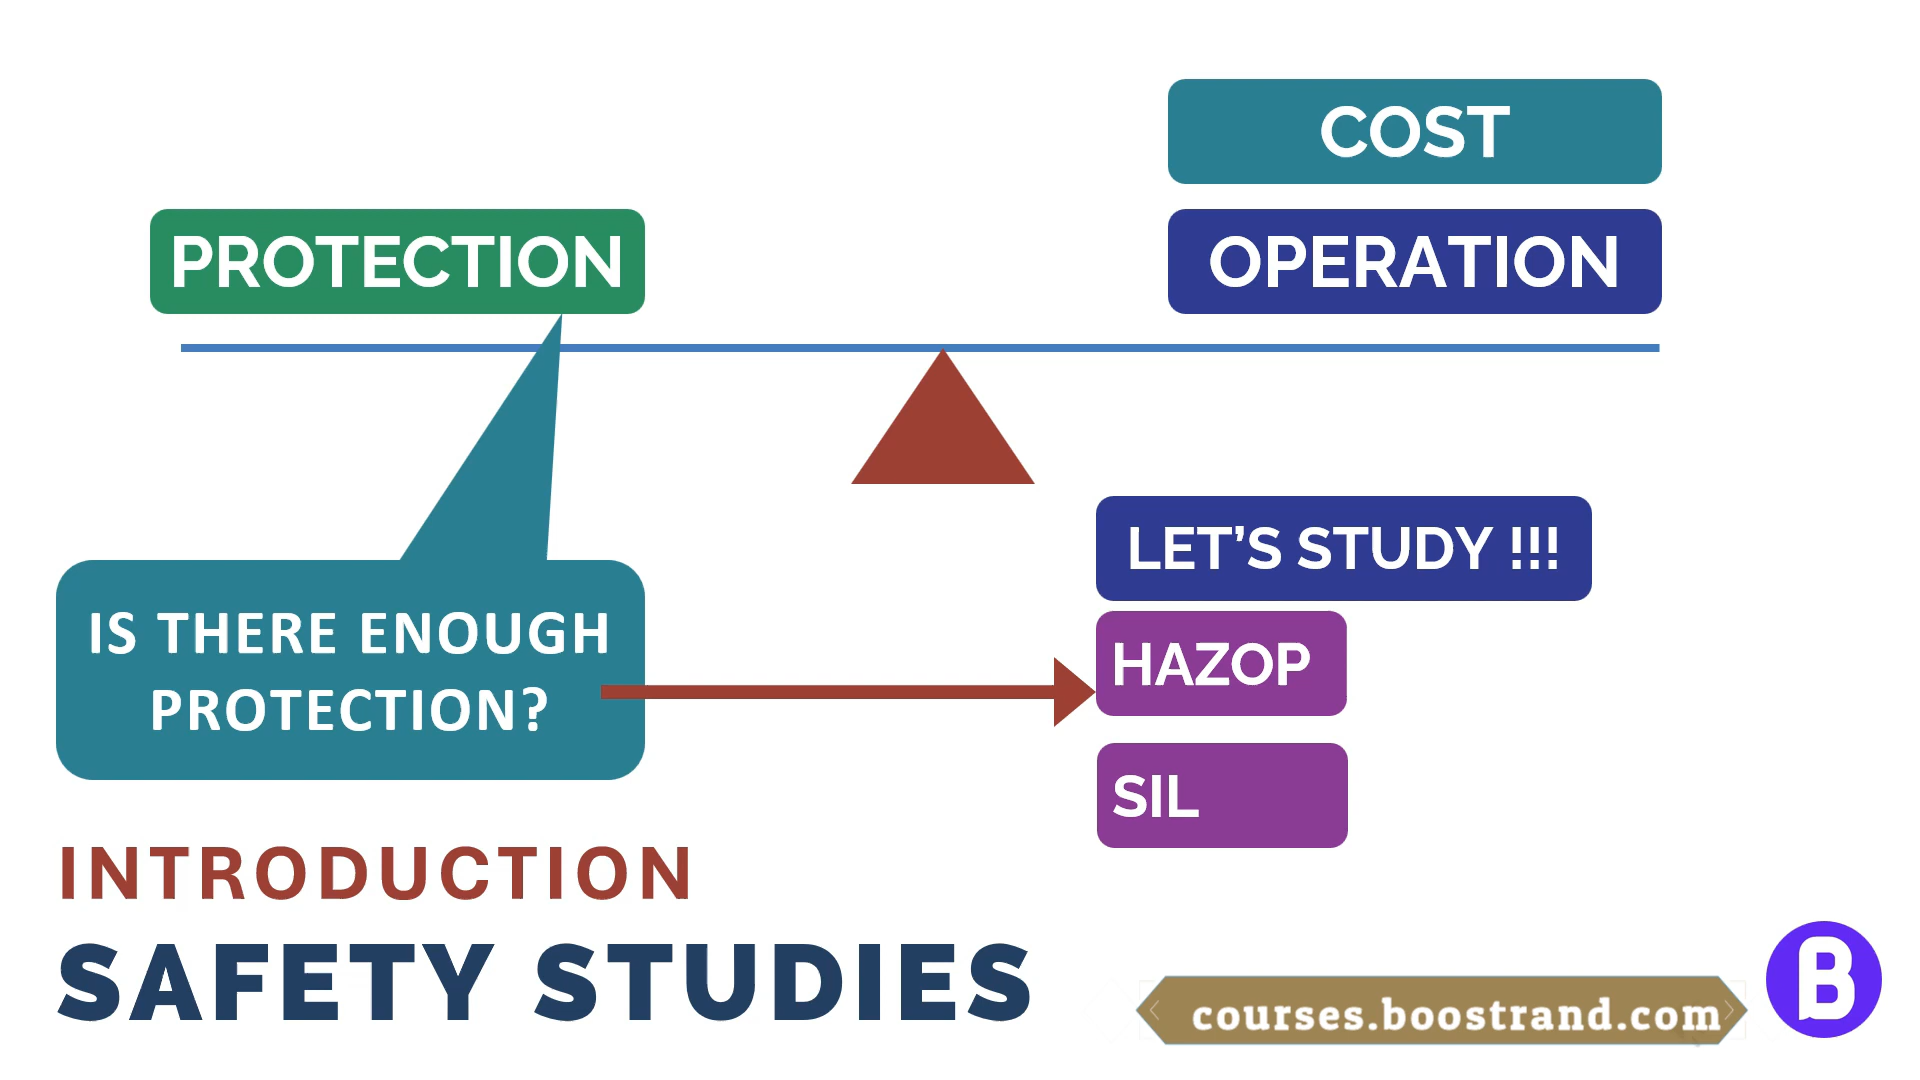 COST
PROTECTION
OPERATION
LET’S STUDY !!!
IS THERE ENOUGH
PROTECTION?
HAZOP
SIL
INTRODUCTION
SAFETY STUDIES
courses.boostrand.com
B